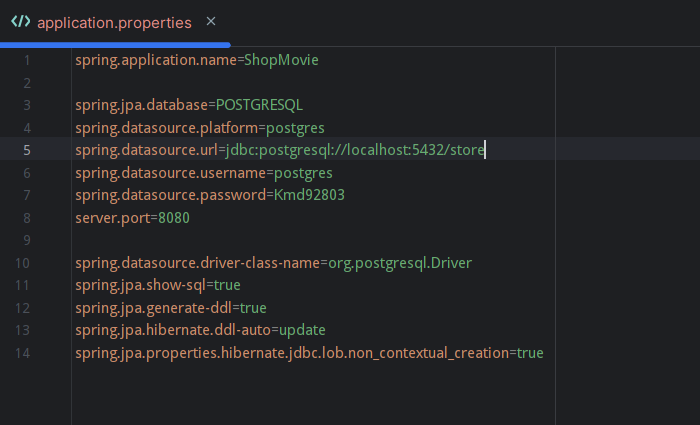 application.properties
1 spring.application.name=ShopMovie
2
3 spring.jpa.database=POSTGRESQL
4 spring.datasource.platform=postgres
5 spring.datasource.url=jdbc:postgresql://localhost:5432/store
6 spring.datasource.username=postgres
7 spring.datasource.password=Kmd92803
8 server.port=8080
9
10 spring.datasource.driver-class-name=org.postgresql.Driver
11 spring.jpa.show-sql=true
12 spring.jpa.generate-ddl=true
13 spring.jpa.hibernate.ddl-auto=update
14 spring.jpa.properties.hibernate.jdbc.lob.non_contextual_creation=true